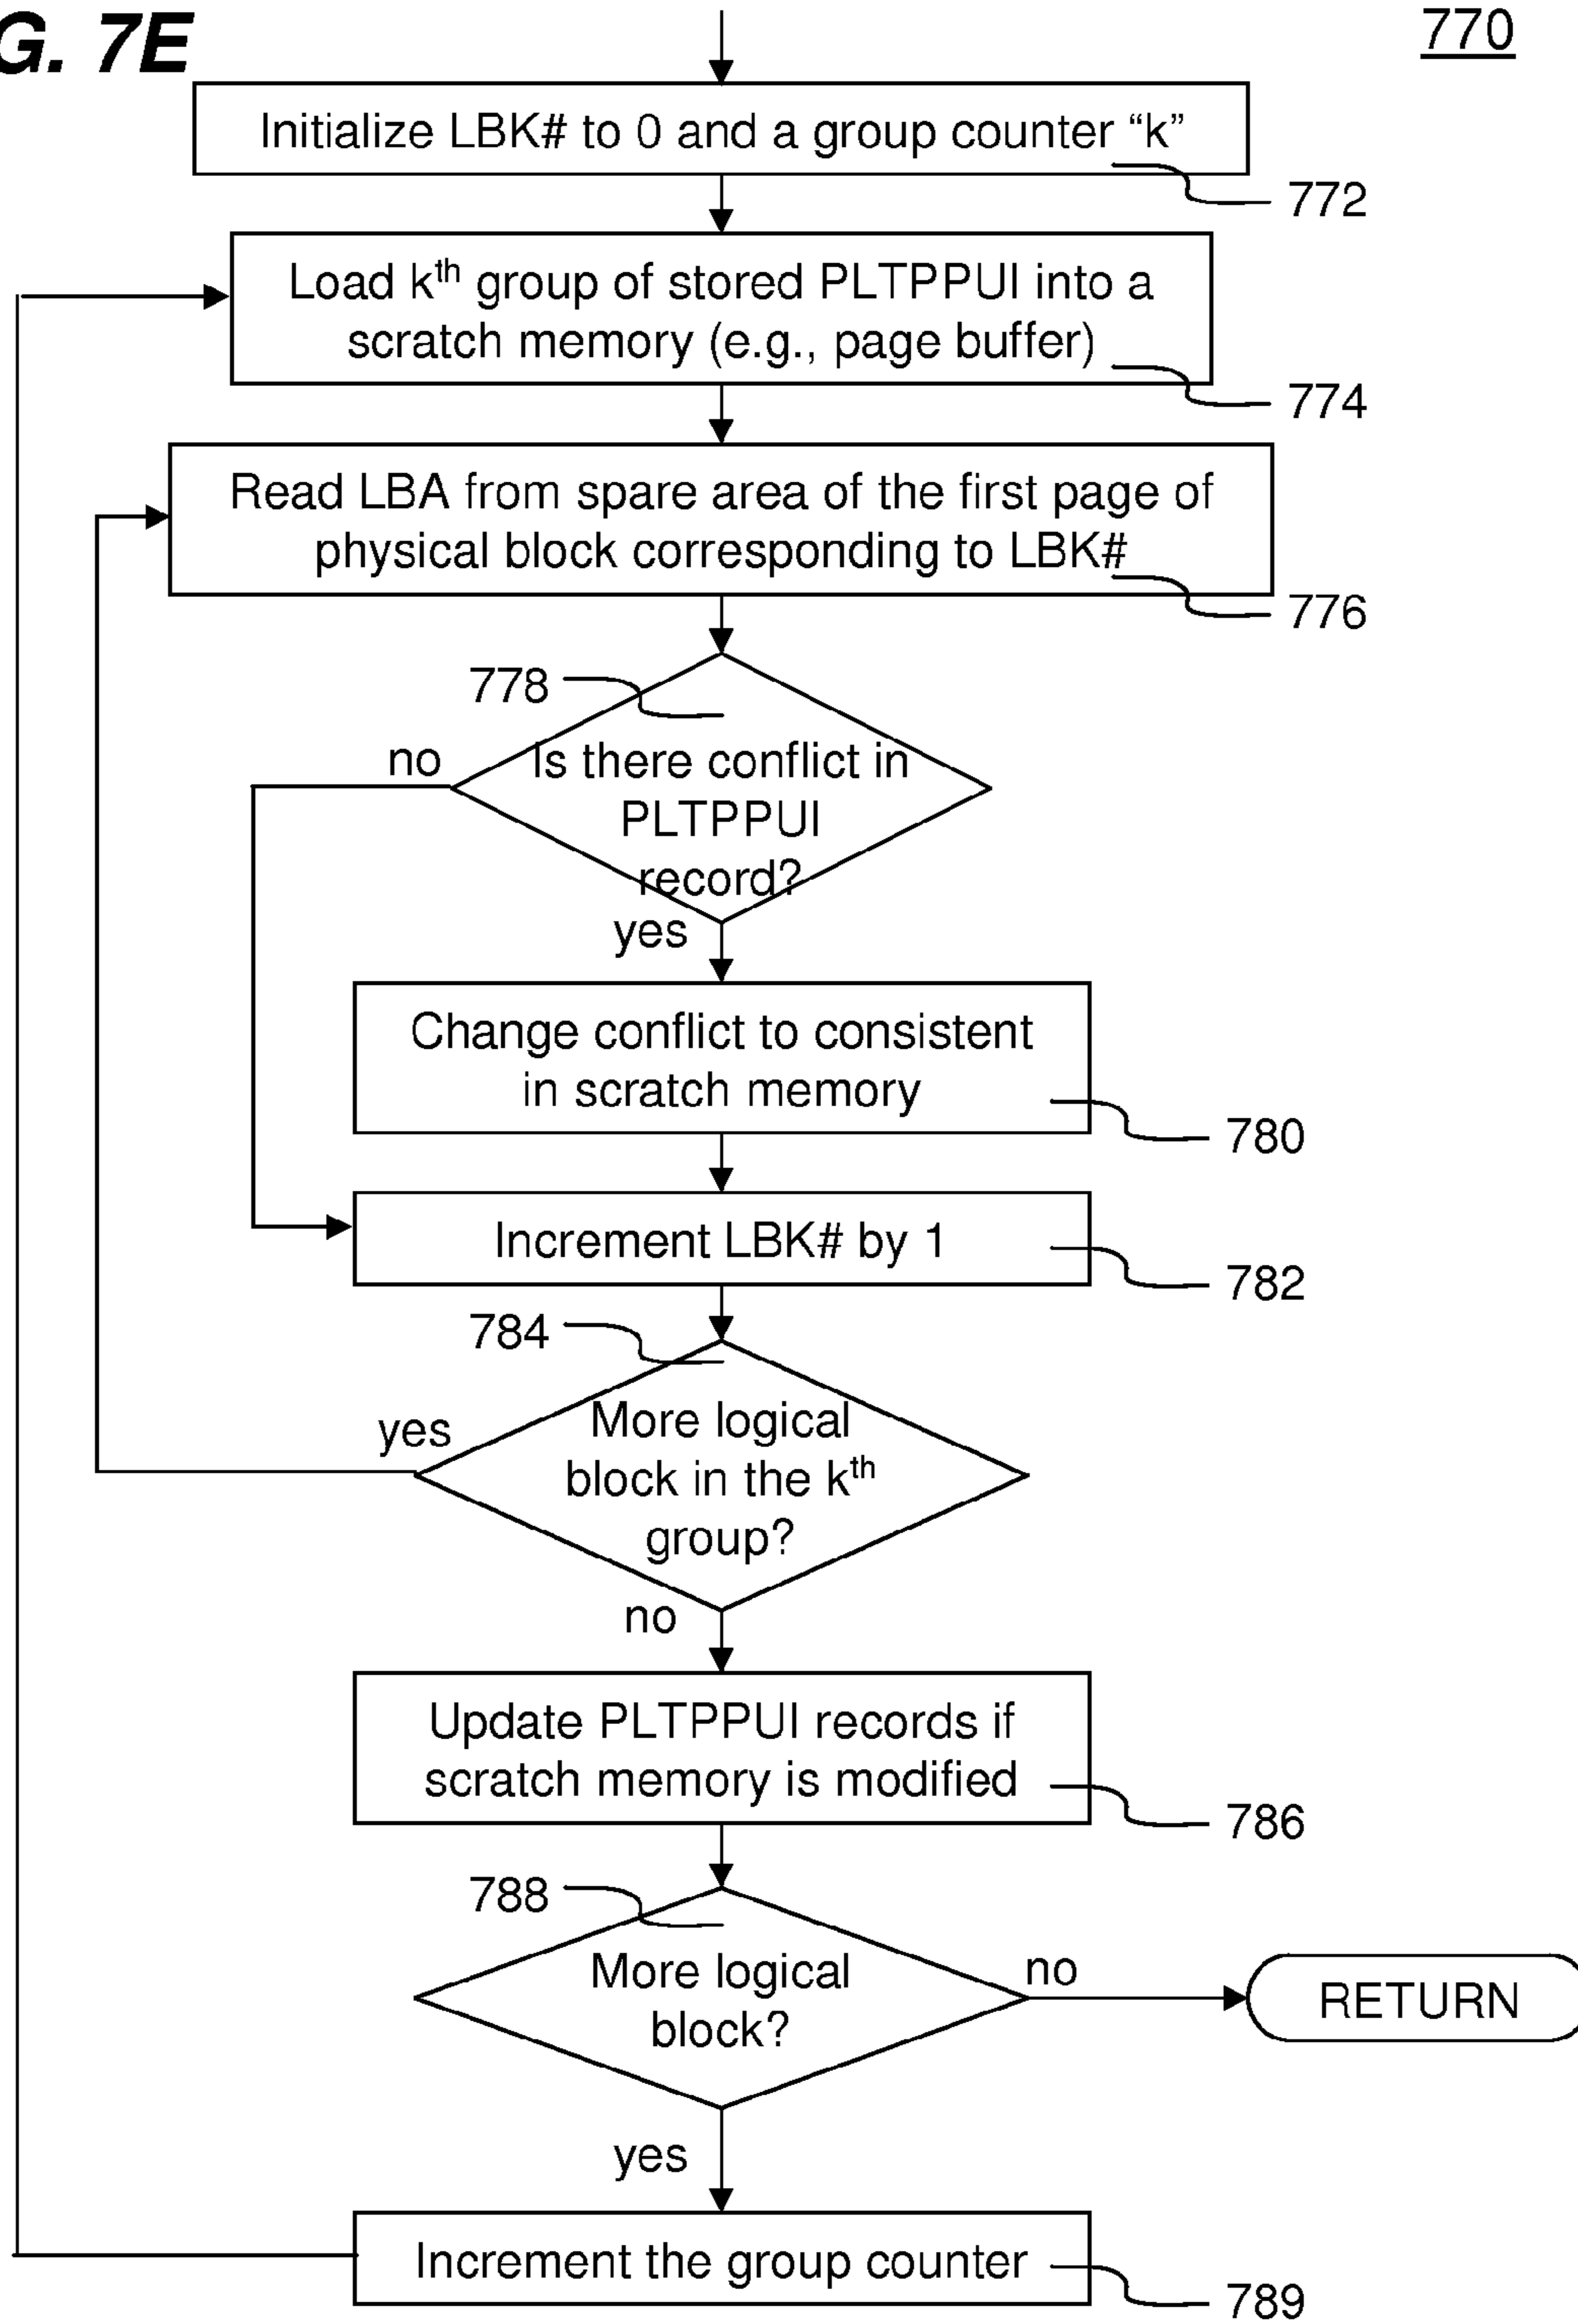 G. 7E
770
Initialize LBK# to 0 and a group counter “k”
772
Load kth group of stored PLTPPUI into a
scratch memory (e.g., page buffer)
774
Read LBA from spare area of the first page of
physical block corresponding to LBK#
776
778
no
Is there conflict in
PLTPPUI
record?
yes
Change conflict to consistent
in scratch memory
780
Increment LBK# by 1
782
784
yes
More logical
block in the kth
group?
no
Update PLTPPUI records if
scratch memory is modified
786
788
More logical
block?
no
RETURN
yes
Increment the group counter
789